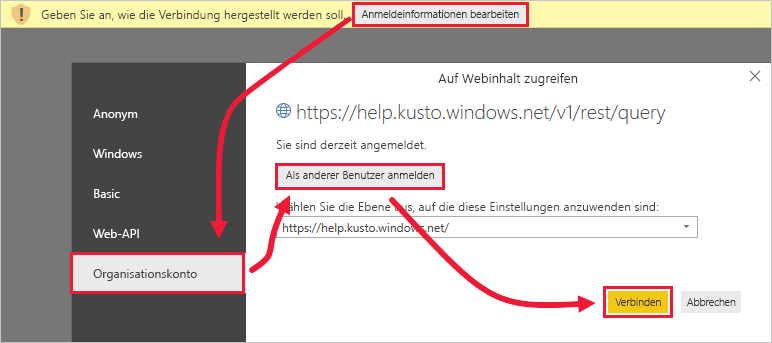 Geben Sie an, wie die Verbindung hergestellt werden soll. Anmeldeinformationen bearbeiten
Auf Webinhalt zugreifen
Anonym
Windows
Basic
Web-API
Organisationskonto
https://help.kusto.windows.net/v1/rest/query
Sie sind derzeit angemeldet.
Als anderer Benutzer anmelden
Wählen Sie die Ebene aus, auf die diese Einstellungen anzuwenden sind:
https://help.kusto.windows.net/
Verbinden Abbrechen